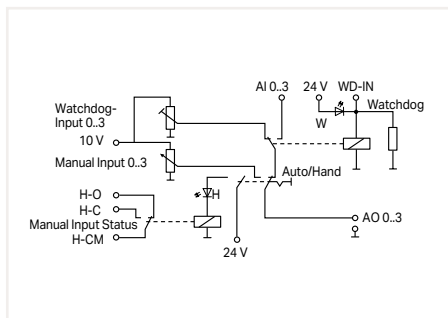 AI 0..3
24 V
WD-IN
Watchdog-
Input 0..3
W
Watchdog
10 V
Manual Input 0..3
Auto/Hand
H
H-O
H-C
Manual Input Status
H-CM
AO 0..3
24 V